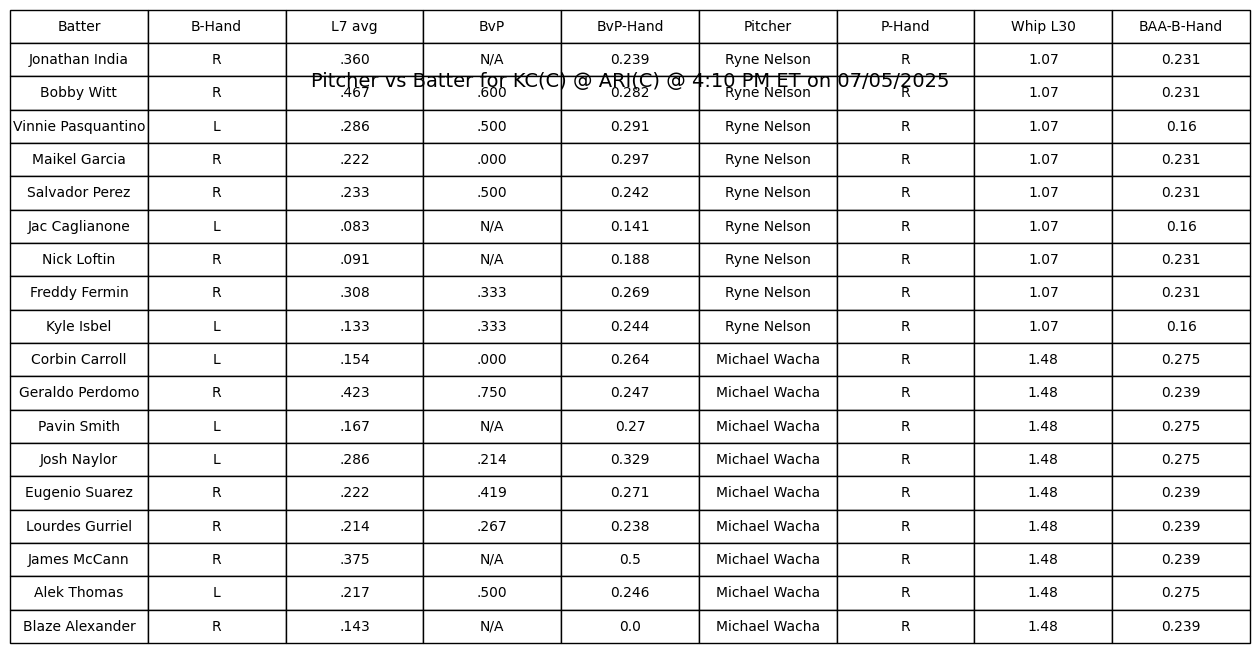 Batter B-Hand L7 avg BvP BvP-Hand Pitcher P-Hand Whip L30 BAA-B-Hand
Jonathan India R .360 N/A 0.239 Ryne Nelson R 1.07 0.231
Pitcher vs Batter for KC(C) @ ARI(C) @ 4:10 PM ET on 07/05/2025
Bobby Witt R .467 .600 0.282 Ryne Nelson R 1.07 0.231
Vinnie Pasquantino L .286 .500 0.291 Ryne Nelson R 1.07 0.16
Maikel Garcia R .222 .000 0.297 Ryne Nelson R 1.07 0.231
Salvador Perez R .233 .500 0.242 Ryne Nelson R 1.07 0.231
Jac Caglianone L .083 N/A 0.141 Ryne Nelson R 1.07 0.16
Nick Loftin R .091 N/A 0.188 Ryne Nelson R 1.07 0.231
Freddy Fermin R .308 .333 0.269 Ryne Nelson R 1.07 0.231
Kyle Isbel L .133 .333 0.244 Ryne Nelson R 1.07 0.16
Corbin Carroll L .154 .000 0.264 Michael Wacha R 1.48 0.275
Geraldo Perdomo R .423 .750 0.247 Michael Wacha R 1.48 0.239
Pavin Smith L .167 N/A 0.27 Michael Wacha R 1.48 0.275
Josh Naylor L .286 .214 0.329 Michael Wacha R 1.48 0.275
Eugenio Suarez R .222 .419 0.271 Michael Wacha R 1.48 0.239
Lourdes Gurriel R .214 .267 0.238 Michael Wacha R 1.48 0.239
James McCann R .375 N/A 0.5 Michael Wacha R 1.48 0.239
Alek Thomas L .217 .500 0.246 Michael Wacha R 1.48 0.275
Blaze Alexander R .143 N/A 0.0 Michael Wacha R 1.48 0.239